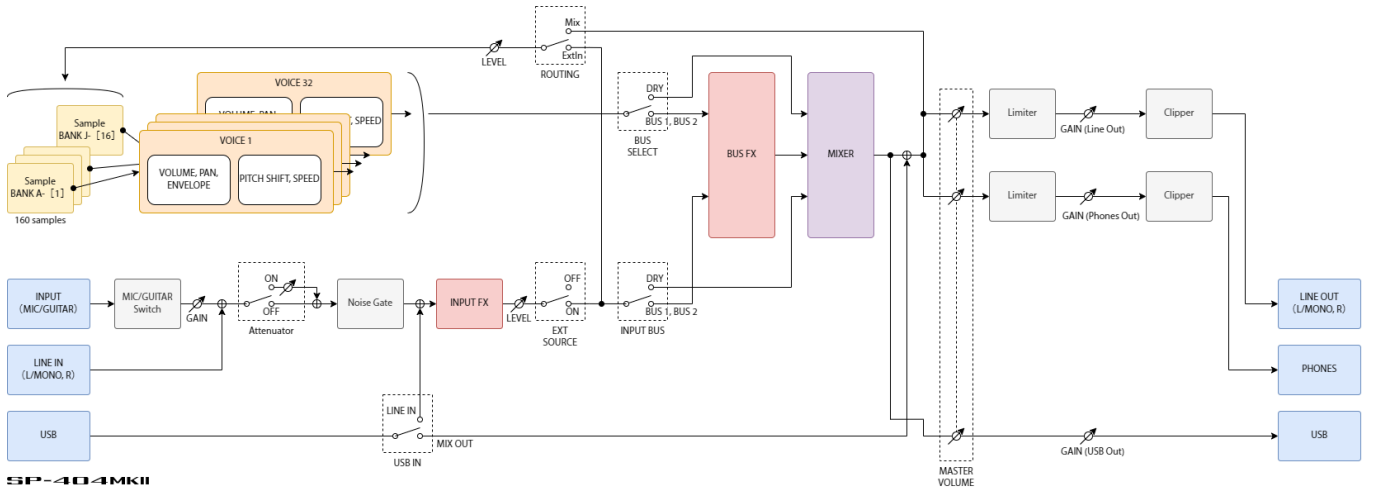 Mix
ExtIn
LEVEL
ROUTING
VOICE 32
VOLUME, PAN
, SPEED
Sample
BANK J-［16］
VOICE 1
VOLUME, PAN,
ENVELOPE
PITCH SHIFT, SPEED
Sample
BANK A-［1］
160 samples
DRY
BUS 1, BUS 2
BUS
SELECT
BUS FX
MIXER
Limiter
GAIN (Line Out)
Clipper
Limiter
GAIN (Phones Out)
Clipper
INPUT
(MIC/GUITAR)
MIC/GUITAR
Switch
GAIN
ON
OFF
Attenuator
Noise Gate
INPUT FX
LEVEL
OFF
ON
EXT
SOURCE
DRY
BUS 1, BUS 2
INPUT BUS
LINE OUT
(L/MONO, R)
LINE IN
(L/MONO, R)
PHONES
USB
LINE IN
MIX OUT
USB IN
MASTER
VOLUME
GAIN (USB Out)
USB
SP-404MKII